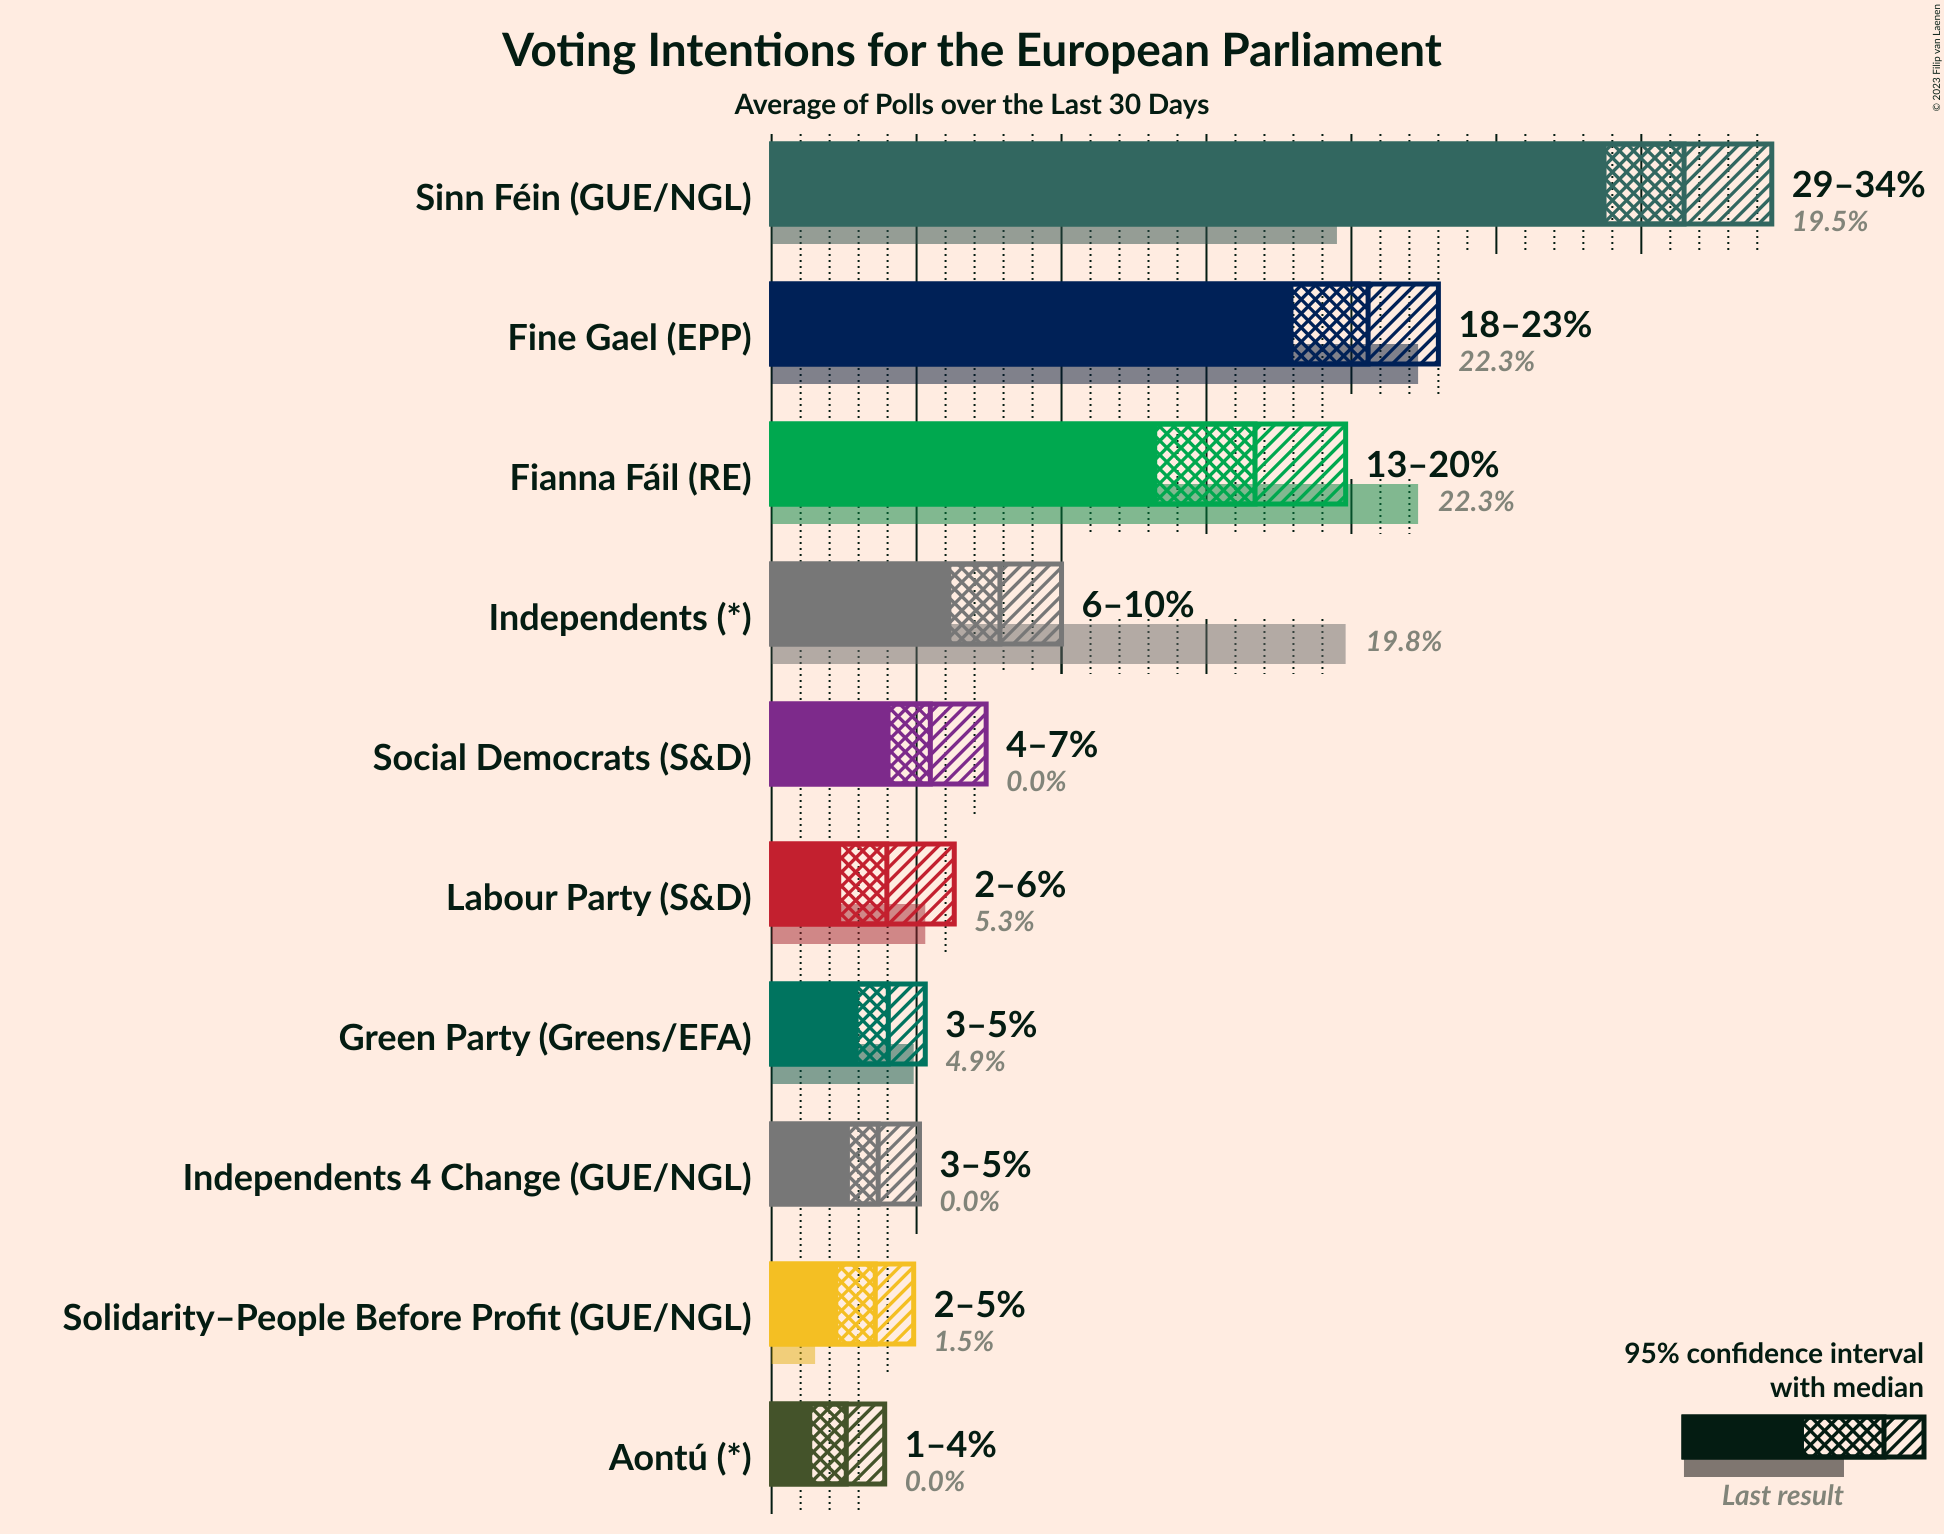 Voting Intentions for the European Parliament
Average of Polls over the Last 30 Days
© 2023 Filip van Laenen
Sinn Féin (GUE/NGL)
29–34%
19.5%
Fine Gael (EPP)
18–23%
22.3%
Fianna Fáil (RE)
13–20%
22.3%
Independents (*)
6–10%
19.8%
Social Democrats (S&D)
4–7%
0.0%
Labour Party (S&D)
2–6%
5.3%
Green Party (Greens/EFA)
3–5%
4.9%
Independents 4 Change (GUE/NGL)
3–5%
0.0%
Solidarity–People Before Profit (GUE/NGL)
2–5%
1.5%
Aontú (*)
1–4%
0.0%
95% confidence interval
with median
Last result